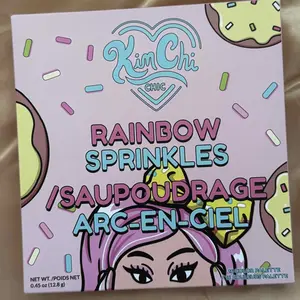 KimChi
CHIC
RAINBOW
SPRINKLES
/SAUPOUDRAGE
ARC-EN-CIEL
NET WT. /POIDS NET
0.45 oz (12.8 g)